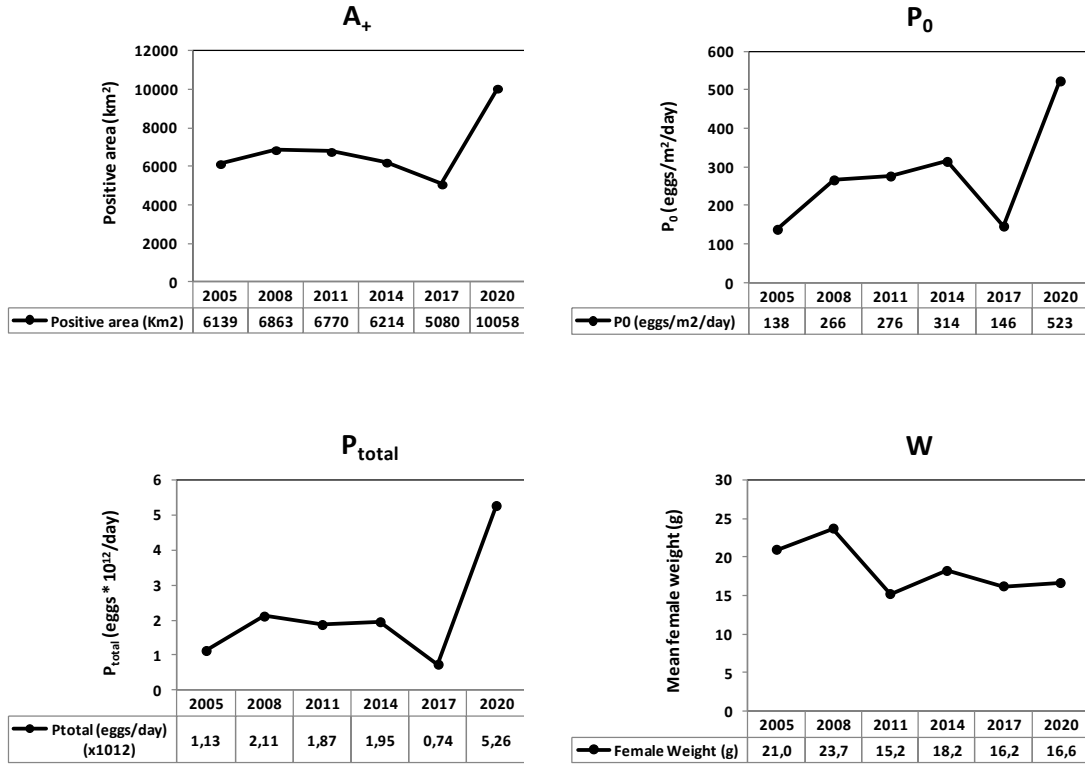 A+
12000
10000
8000
6000
4000
2000
0
Positive area (km²)
2005 2008 2011 2014 2017 2020
Positive area (Km2) 6139 6863 6770 6214 5080 10058
P0
600
500
400
300
200
100
0
P0 (eggs/m²/day)
2005 2008 2011 2014 2017 2020
P0 (eggs/m2/day) 138 266 276 314 146 523
Ptotal
6
5
4
3
2
1
0
Ptotal (eggs * 10¹²/day)
2005 2008 2011 2014 2017 2020
Ptotal (eggs/day)
(x1012) 1,13 2,11 1,87 1,95 0,74 5,26
W
30
25
20
15
10
5
0
Mean female weight (g)
2005 2008 2011 2014 2017 2020
Female Weight (g) 21,0 23,7 15,2 18,2 16,2 16,6